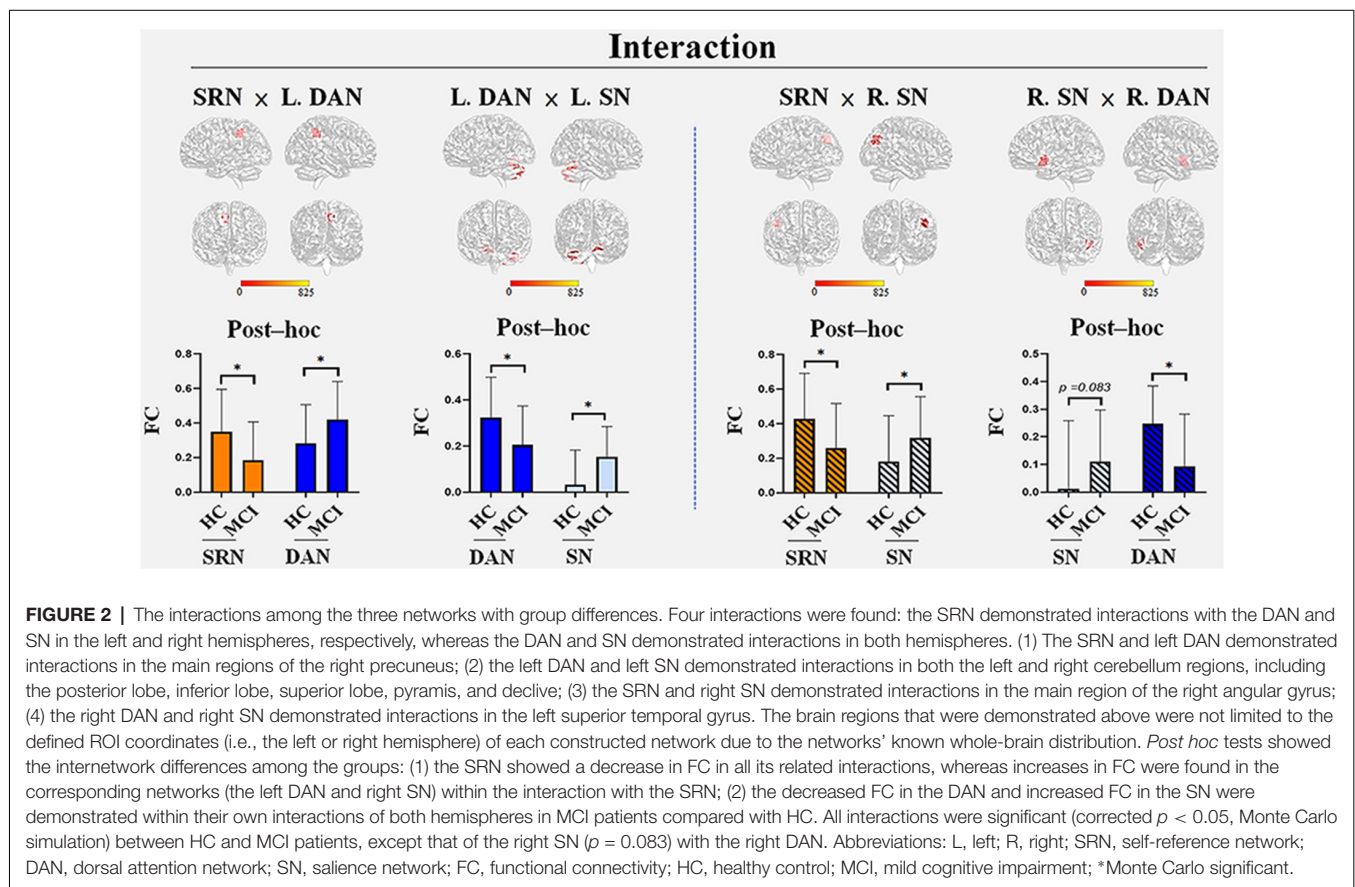 Interaction
SRN × L. DAN
L. DAN × L. SN
SRN × R. SN
R. SN × R. DAN
0 825
0 825
0 825
0 825
Post–hoc
Post–hoc
Post–hoc
Post–hoc
FC
0.8
0.6
0.4
0.2
0.0
*
*
HC MCI HC MCI
SRN DAN
FC
0.6
0.4
0.2
0.0
*
*
HC MCI HC MCI
DAN SN
FC
0.8
0.6
0.4
0.2
0.0
*
*
HC MCI HC MCI
SRN SN
FC
0.5
0.4
0.3
0.2
0.1
0.0
p =0.083
*
HC MCI HC MCI
SN DAN
FIGURE 2 | The interactions among the three networks with group differences. Four interactions were found: the SRN demonstrated interactions with the DAN and
SN in the left and right hemispheres, respectively, whereas the DAN and SN demonstrated interactions in both hemispheres. (1) The SRN and left DAN demonstrated
interactions in the main regions of the right precuneus; (2) the left DAN and left SN demonstrated interactions in both the left and right cerebellum regions, including
the posterior lobe, inferior lobe, superior lobe, pyramis, and declive; (3) the SRN and right SN demonstrated interactions in the main region of the right angular gyrus;
(4) the right DAN and right SN demonstrated interactions in the left superior temporal gyrus. The brain regions that were demonstrated above were not limited to the
defined ROI coordinates (i.e., the left or right hemisphere) of each constructed network due to the networks’ known whole-brain distribution. Post hoc tests showed
the internetwork differences among the groups: (1) the SRN showed a decrease in FC in all its related interactions, whereas increases in FC were found in the
corresponding networks (the left DAN and right SN) within the interaction with the SRN; (2) the decreased FC in the DAN and increased FC in the SN were
demonstrated within their own interactions of both hemispheres in MCI patients compared with HC. All interactions were significant (corrected p < 0.05, Monte Carlo
simulation) between HC and MCI patients, except that of the right SN (p = 0.083) with the right DAN. Abbreviations: L, left; R, right; SRN, self-reference network;
DAN, dorsal attention network; SN, salience network; FC, functional connectivity; HC, healthy control; MCI, mild cognitive impairment; *Monte Carlo significant.